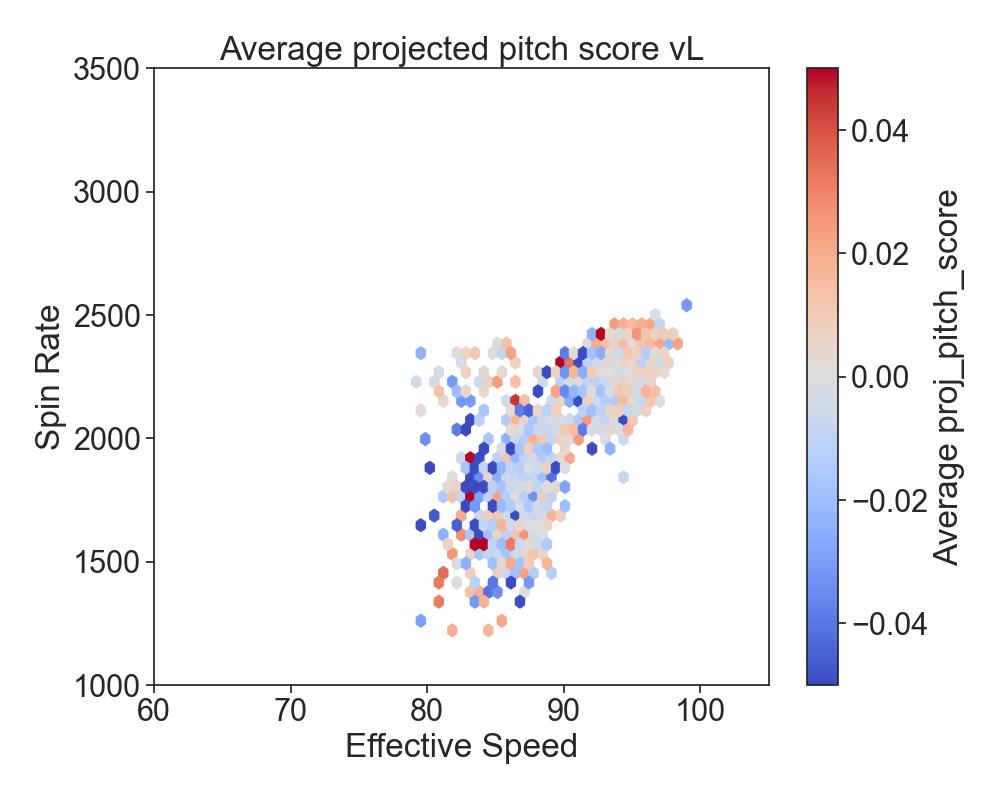 Average projected pitch score vL
3500
3000
2500
2000
1500
1000
Spin Rate
60 70 80 90 100
Effective Speed
0.04
0.02
0.00
−0.02
−0.04
Average proj_pitch_score